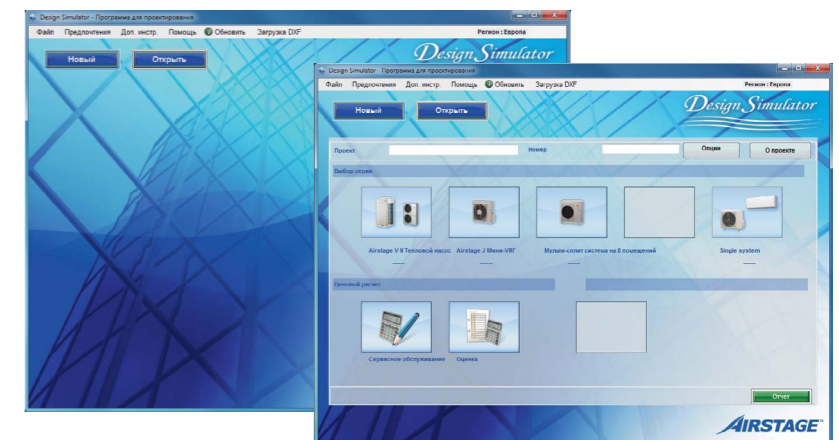 Design Simulator - Программа для проектирования
Файл Предпочтения Доп. инстр. Помощь Обновить Загрузка DXF Регион : Европа
Новый Открыть
Design Simulator
Design Simulator - Программа для проектирования
Файл Предпочтения Доп. инстр. Помощь Обновить Загрузка DXF Регион : Европа
Новый Открыть
Design Simulator
Проект Номер Опции О проекте
Выбор серии
Airstage V II Тепловой насос Airstage J Мини-VRF Мульти-сплит система на 8 помещений Single system
Ценовой расчет
Сервисное обслуживание Оценка
Отчет
AIRSTAGE™